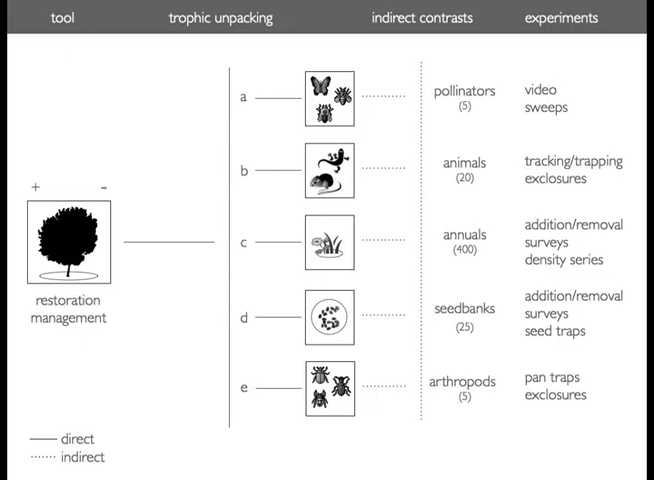 tool trophic unpacking indirect contrasts experiments
a
pollinators
(5)
video
sweeps
b
animals
(20)
tracking/trapping
exclosures
+ -
restoration
management
c
annuals
(400)
addition/removal
surveys
density series
d
seedbanks
(25)
addition/removal
surveys
seed traps
e
arthropods
(5)
pan traps
exclosures
direct
indirect